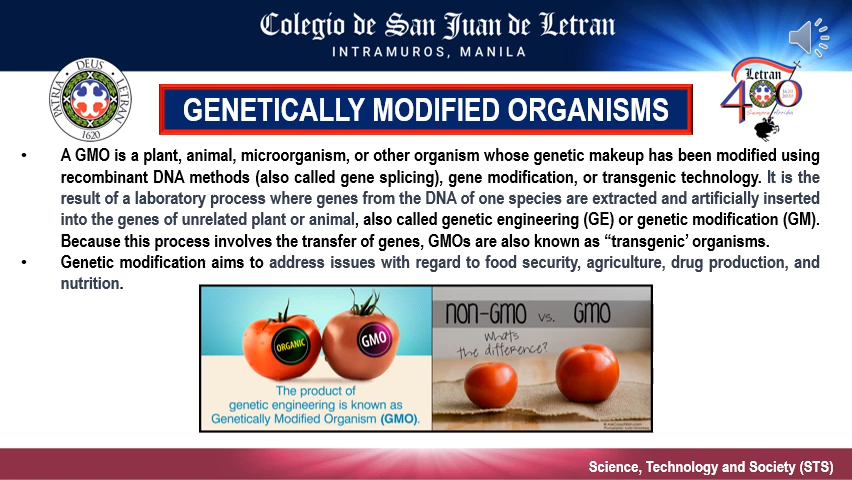 Colegio de San Juan de Letran
INTRAMUROS, MANILA
PATRIA DEUS LETRAN
1620
Letran
400
GENETICALLY MODIFIED ORGANISMS
• A GMO is a plant, animal, microorganism, or other organism whose genetic makeup has been modified using
recombinant DNA methods (also called gene splicing), gene modification, or transgenic technology. It is the
result of a laboratory process where genes from the DNA of one species are extracted and artificially inserted
into the genes of unrelated plant or animal, also called genetic engineering (GE) or genetic modification (GM).
Because this process involves the transfer of genes, GMOs are also known as “transgenic’ organisms.
• Genetic modification aims to address issues with regard to food security, agriculture, drug production, and
nutrition.
ORGANIC
GMO
The product of
genetic engineering is known as
Genetically Modified Organism (GMO).
NON-GMO vs. GMO
what's
the difference?
Science, Technology and Society (STS)